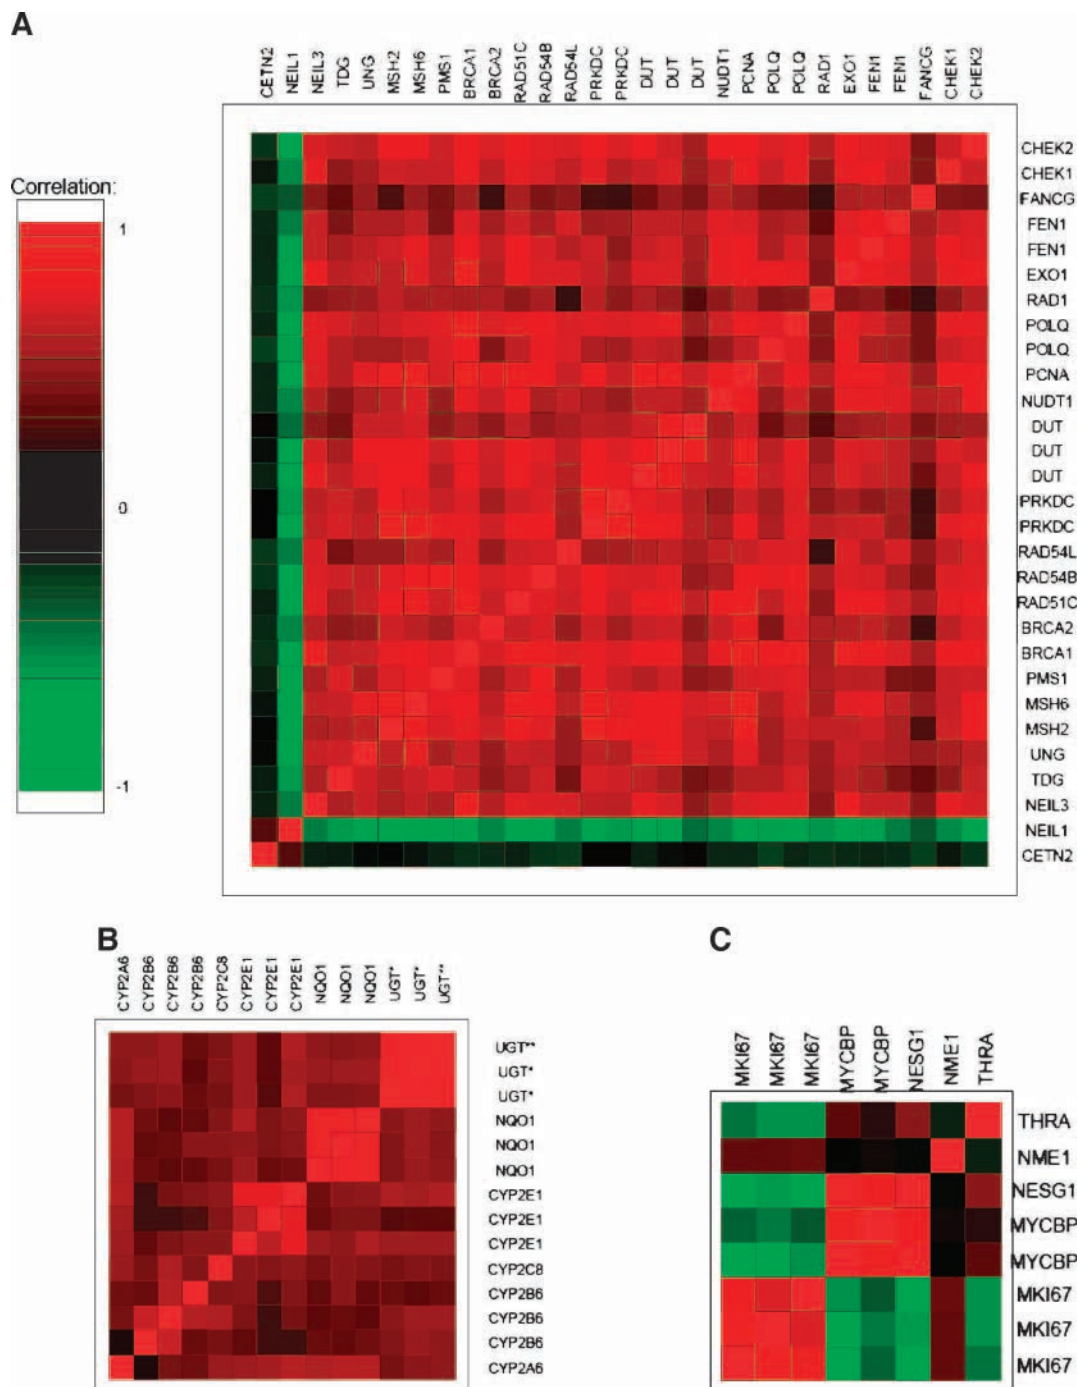 A
CETN2
NEIL1
NEIL3
TDG
UNG
MSH2
MSH6
PMS1
BRCA1
BRCA2
RAD51C
RAD54B
RAD54L
PRKDC
PRKDC
DUT
DUT
DUT
NUDT1
PCNA
POLQ
POLQ
RAD1
EXO1
FEN1
FEN1
FANCG
CHEK1
CHEK2
Correlation:
1
0
-1
CHEK2
CHEK1
FANCG
FEN1
FEN1
EXO1
RAD1
POLQ
POLQ
PCNA
NUDT1
DUT
DUT
DUT
PRKDC
PRKDC
RAD54L
RAD54B
RAD51C
BRCA2
BRCA1
PMS1
MSH6
MSH2
UNG
TDG
NEIL3
NEIL1
CETN2
B
CYP2A6
CYP2B6
CYP2B6
CYP2B6
CYP2C8
CYP2E1
CYP2E1
CYP2E1
NQO1
NQO1
NQO1
UGT*
UGT*
UGT**
UGT**
UGT*
UGT*
NQO1
NQO1
NQO1
CYP2E1
CYP2E1
CYP2E1
CYP2C8
CYP2B6
CYP2B6
CYP2B6
CYP2A6
C
MKI67
MKI67
MKI67
MYCBP
MYCBP
NESG1
NME1
THRA
THRA
NME1
NESG1
MYCBP
MYCBP
MKI67
MKI67
MKI67